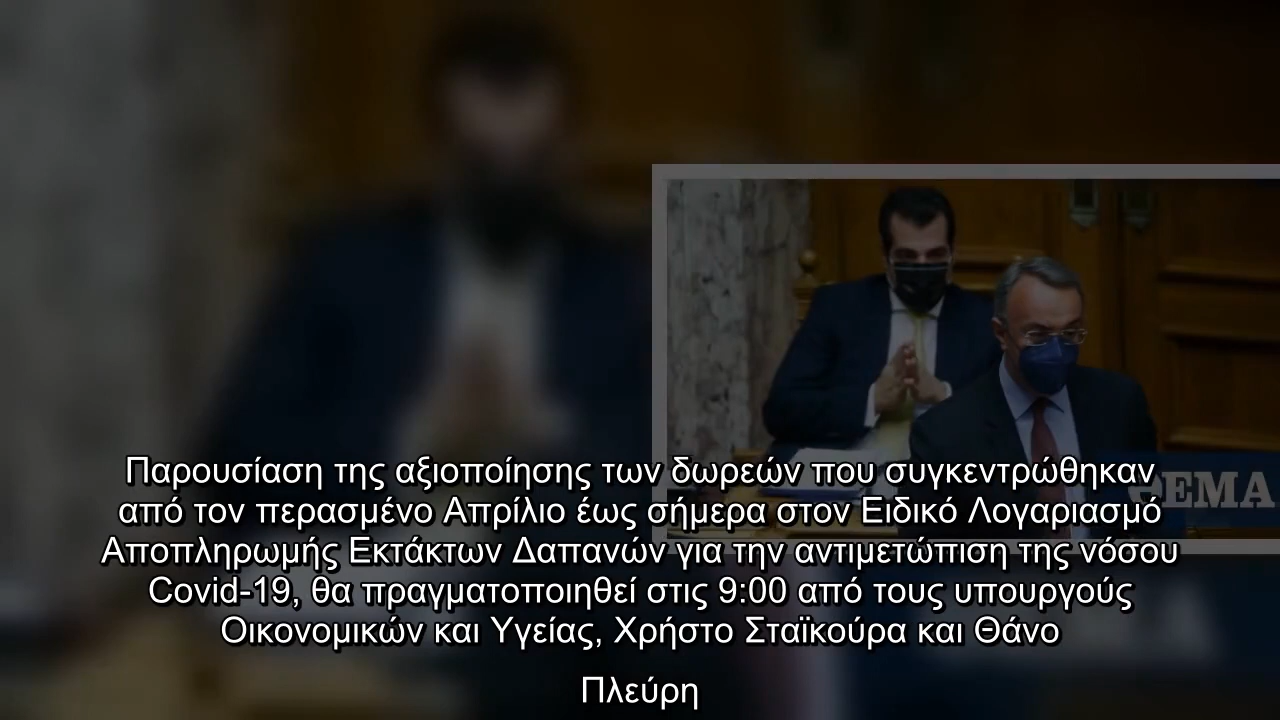 ΘΕΜΑ
Παρουσίαση της αξιοποίησης των δωρεών που συγκεντρώθηκαν
από τον περασμένο Απρίλιο έως σήμερα στον Ειδικό Λογαριασμό
Αποπληρωμής Εκτάκτων Δαπανών για την αντιμετώπιση της νόσου
Covid-19, θα πραγματοποιηθεί στις 9:00 από τους υπουργούς
Οικονομικών και Υγείας, Χρήστο Σταϊκούρα και Θάνο
Πλεύρη